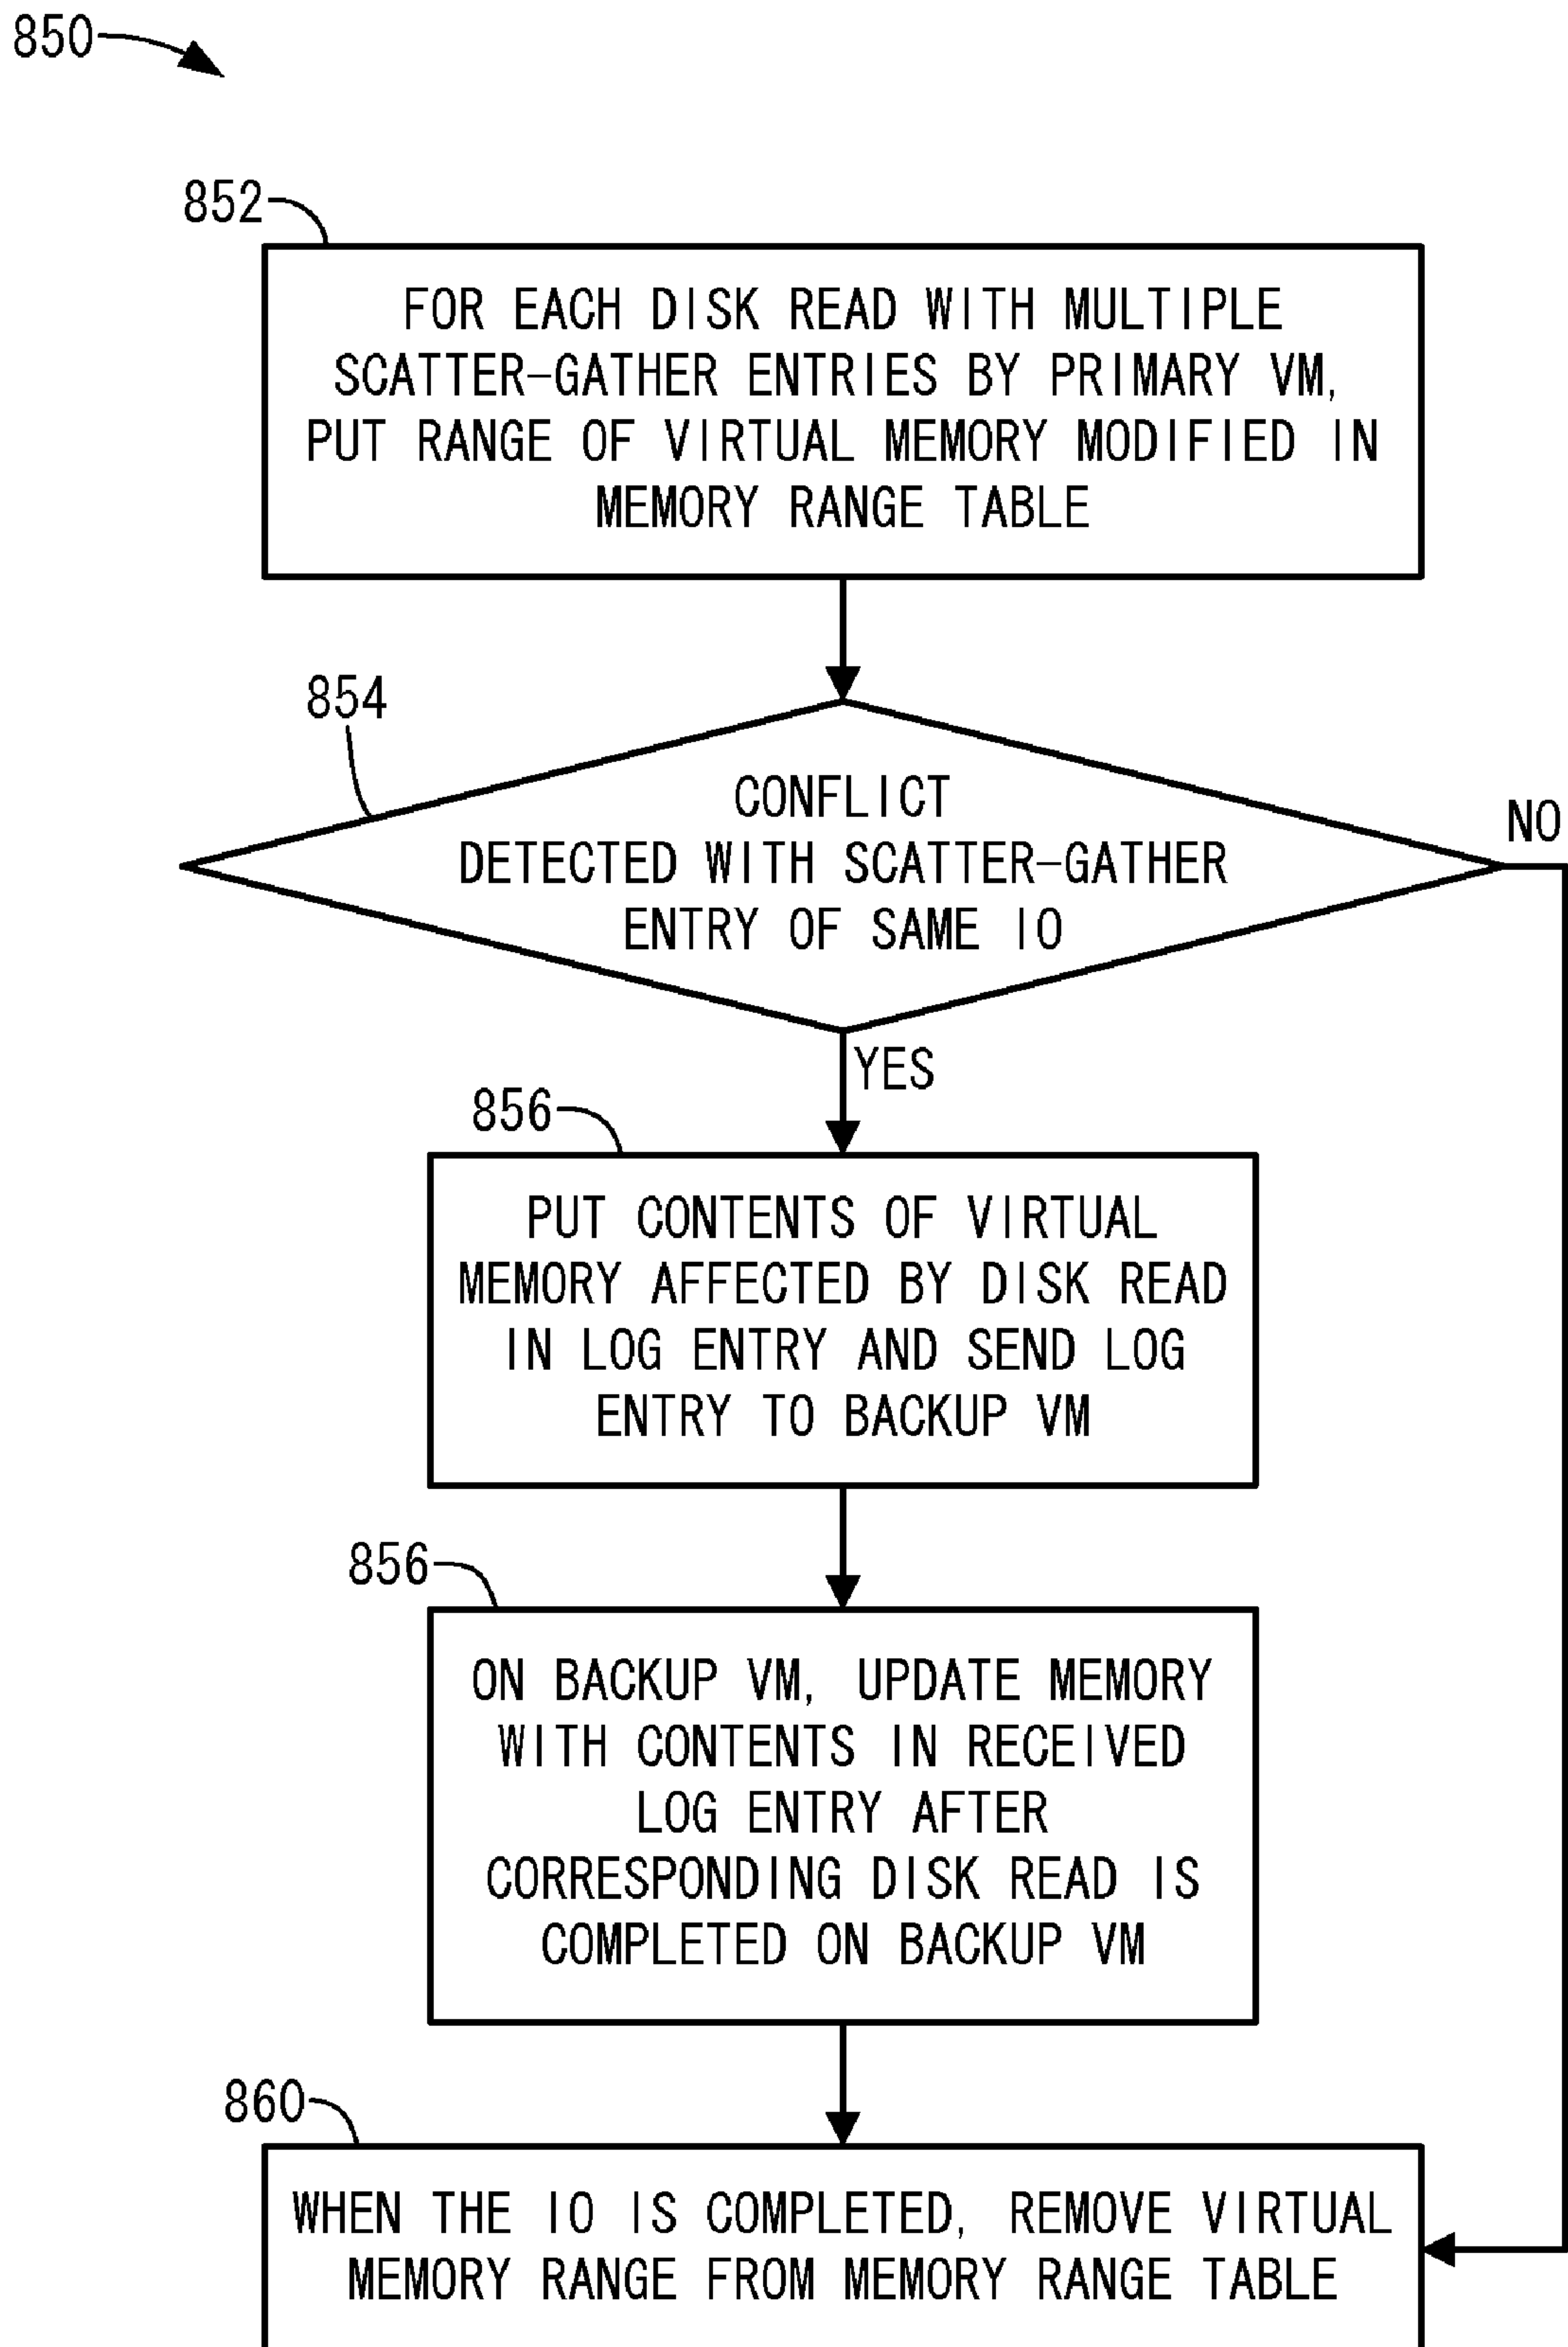 850
852
FOR EACH DISK READ WITH MULTIPLE
SCATTER-GATHER ENTRIES BY PRIMARY VM,
PUT RANGE OF VIRTUAL MEMORY MODIFIED IN
MEMORY RANGE TABLE
854
CONFLICT
DETECTED WITH SCATTER-GATHER
ENTRY OF SAME IO
NO
YES
856
PUT CONTENTS OF VIRTUAL
MEMORY AFFECTED BY DISK READ
IN LOG ENTRY AND SEND LOG
ENTRY TO BACKUP VM
856
ON BACKUP VM, UPDATE MEMORY
WITH CONTENTS IN RECEIVED
LOG ENTRY AFTER
CORRESPONDING DISK READ IS
COMPLETED ON BACKUP VM
860
WHEN THE IO IS COMPLETED, REMOVE VIRTUAL
MEMORY RANGE FROM MEMORY RANGE TABLE